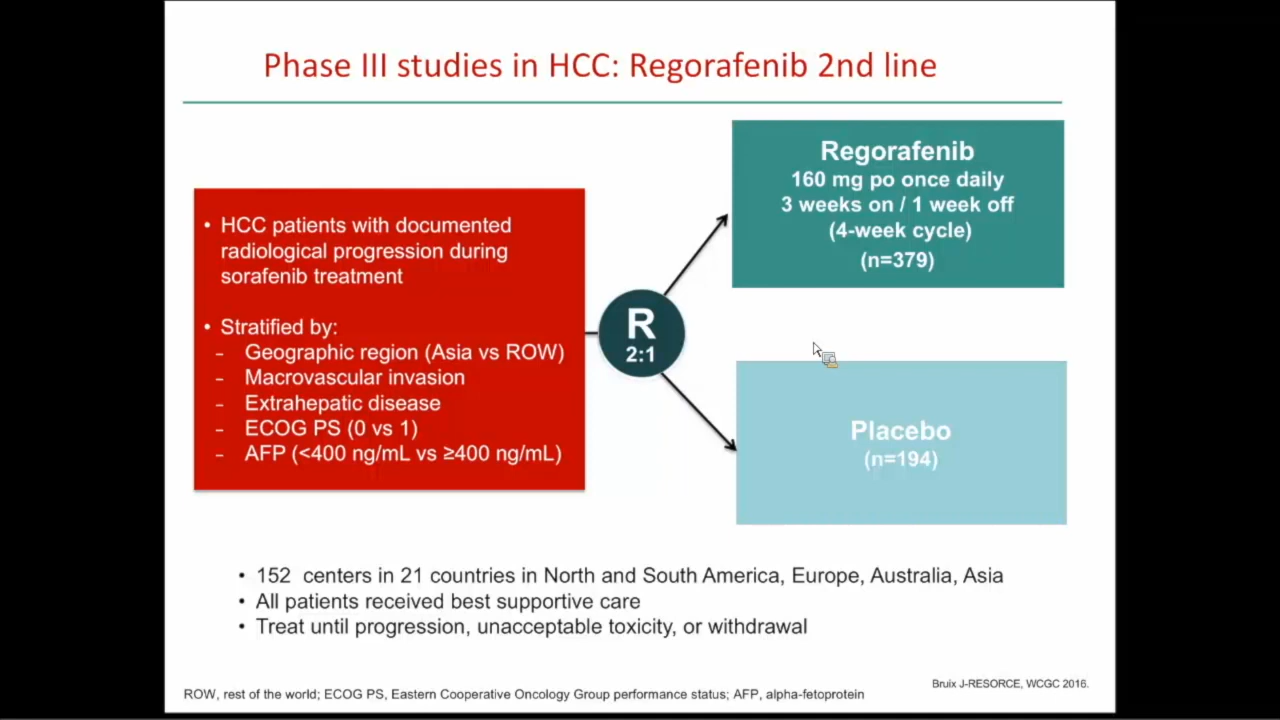 Phase III studies in HCC: Regorafenib 2nd line
• HCC patients with documented
radiological progression during
sorafenib treatment
• Stratified by:
- Geographic region (Asia vs ROW)
- Macrovascular invasion
- Extrahepatic disease
- ECOG PS (0 vs 1)
- AFP (<400 ng/mL vs ≥400 ng/mL)
R
2:1
Regorafenib
160 mg po once daily
3 weeks on / 1 week off
(4-week cycle)
(n=379)
Placebo
(n=194)
• 152 centers in 21 countries in North and South America, Europe, Australia, Asia
• All patients received best supportive care
• Treat until progression, unacceptable toxicity, or withdrawal
Bruix J-RESORCE, WCGC 2016.
ROW, rest of the world; ECOG PS, Eastern Cooperative Oncology Group performance status; AFP, alpha-fetoprotein